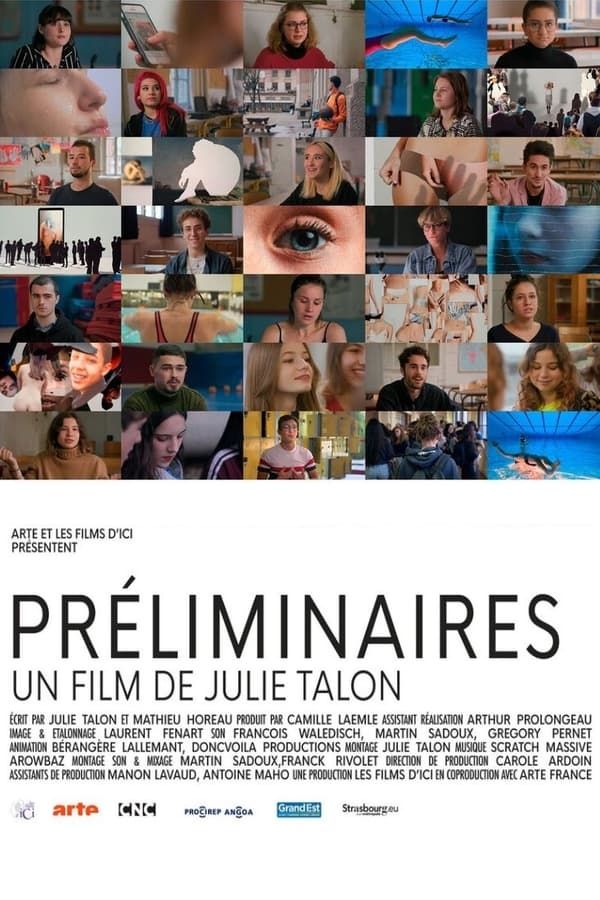 ARTE ET LES FILMS D'ICI
PRÉSENTENT
PRÉLIMINAIRES
UN FILM DE JULIE TALON
ÉCRIT PAR JULIE TALON ET MATHIEU HOREAU PRODUIT PAR CAMILLE LAEMLE ASSISTANT RÉALISATION ARTHUR PROLONGEAU
IMAGE & ETALONNAGE LAURENT FENART SON FRANCOIS WALEDISCH, MARTIN SADOUX, GREGORY PERNET
ANIMATION BÉRANGÈRE LALLEMANT, DONCVOILA PRODUCTIONS MONTAGE JULIE TALON MUSIQUE SCRATCH MASSIVE
AROWBAZ MONTAGE SON & MIXAGE MARTIN SADOUX,FRANCK RIVOLET DIRECTION DE PRODUCTION CAROLE ARDOIN
ASSISTANTS DE PRODUCTION MANON LAVAUD, ANTOINE MAHO UNE PRODUCTION LES FILMS D'ICI EN COPRODUCTION AVEC ARTE FRANCE
ici arte CNC PROCIREP ANGOA GrandEst Strasbourg.eu